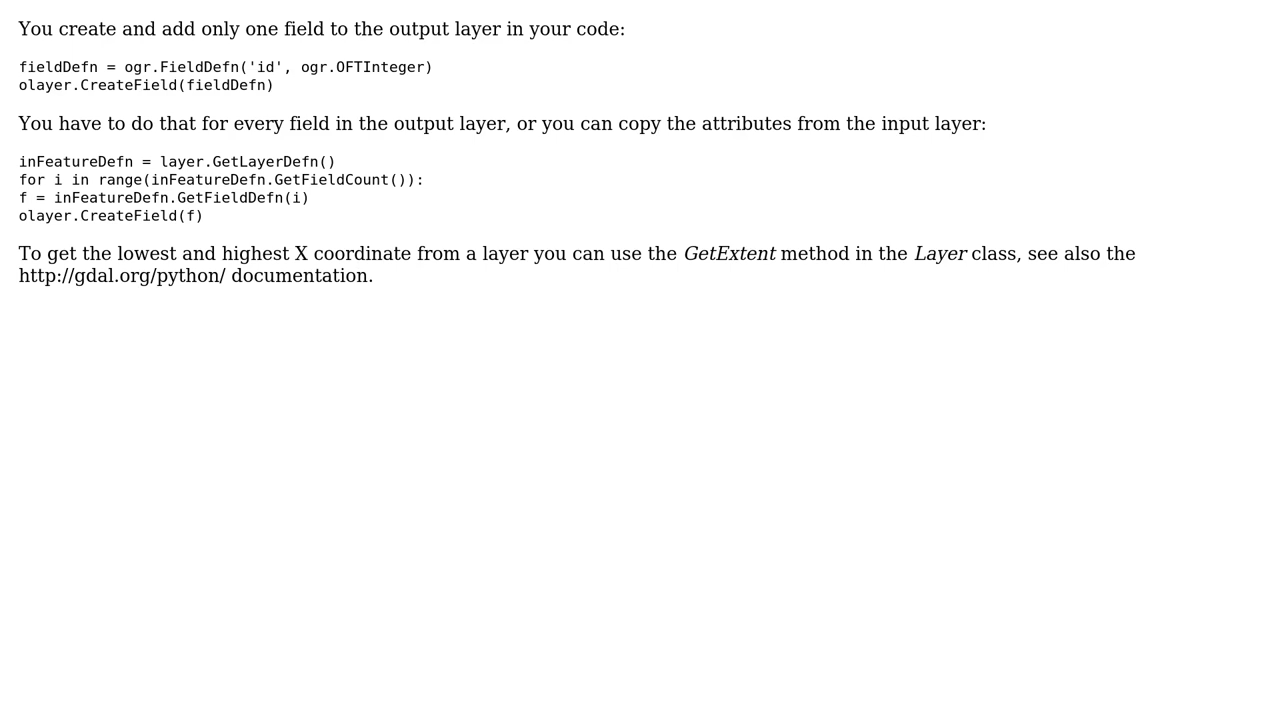 You create and add only one field to the output layer in your code:
fieldDefn = ogr.FieldDefn('id', ogr.OFTInteger)
olayer.CreateField(fieldDefn)
You have to do that for every field in the output layer, or you can copy the attributes from the input layer:
inFeatureDefn = layer.GetLayerDefn()
for i in range(inFeatureDefn.GetFieldCount()):
f = inFeatureDefn.GetFieldDefn(i)
olayer.CreateField(f)
To get the lowest and highest X coordinate from a layer you can use the GetExtent method in the Layer class, see also the
http://gdal.org/python/ documentation.